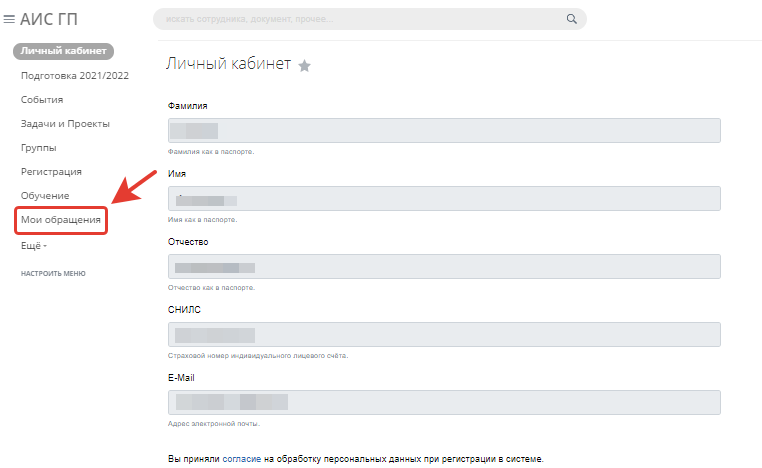 АИС ГП
искать сотрудника, документ, прочее...
Личный кабинет
Подготовка 2021/2022
События
Задачи и Проекты
Группы
Регистрация
Обучение
Мои обращения
Ещё
НАСТРОИТЬ МЕНЮ
Личный кабинет
Фамилия
Фамилия как в паспорте.
Имя
Имя как в паспорте.
Отчество
Отчество как в паспорте.
СНИЛС
Страховой номер индивидуального лицевого счёта.
E-Mail
Адрес электронной почты.
Вы приняли согласие на обработку персональных данных при регистрации в системе.